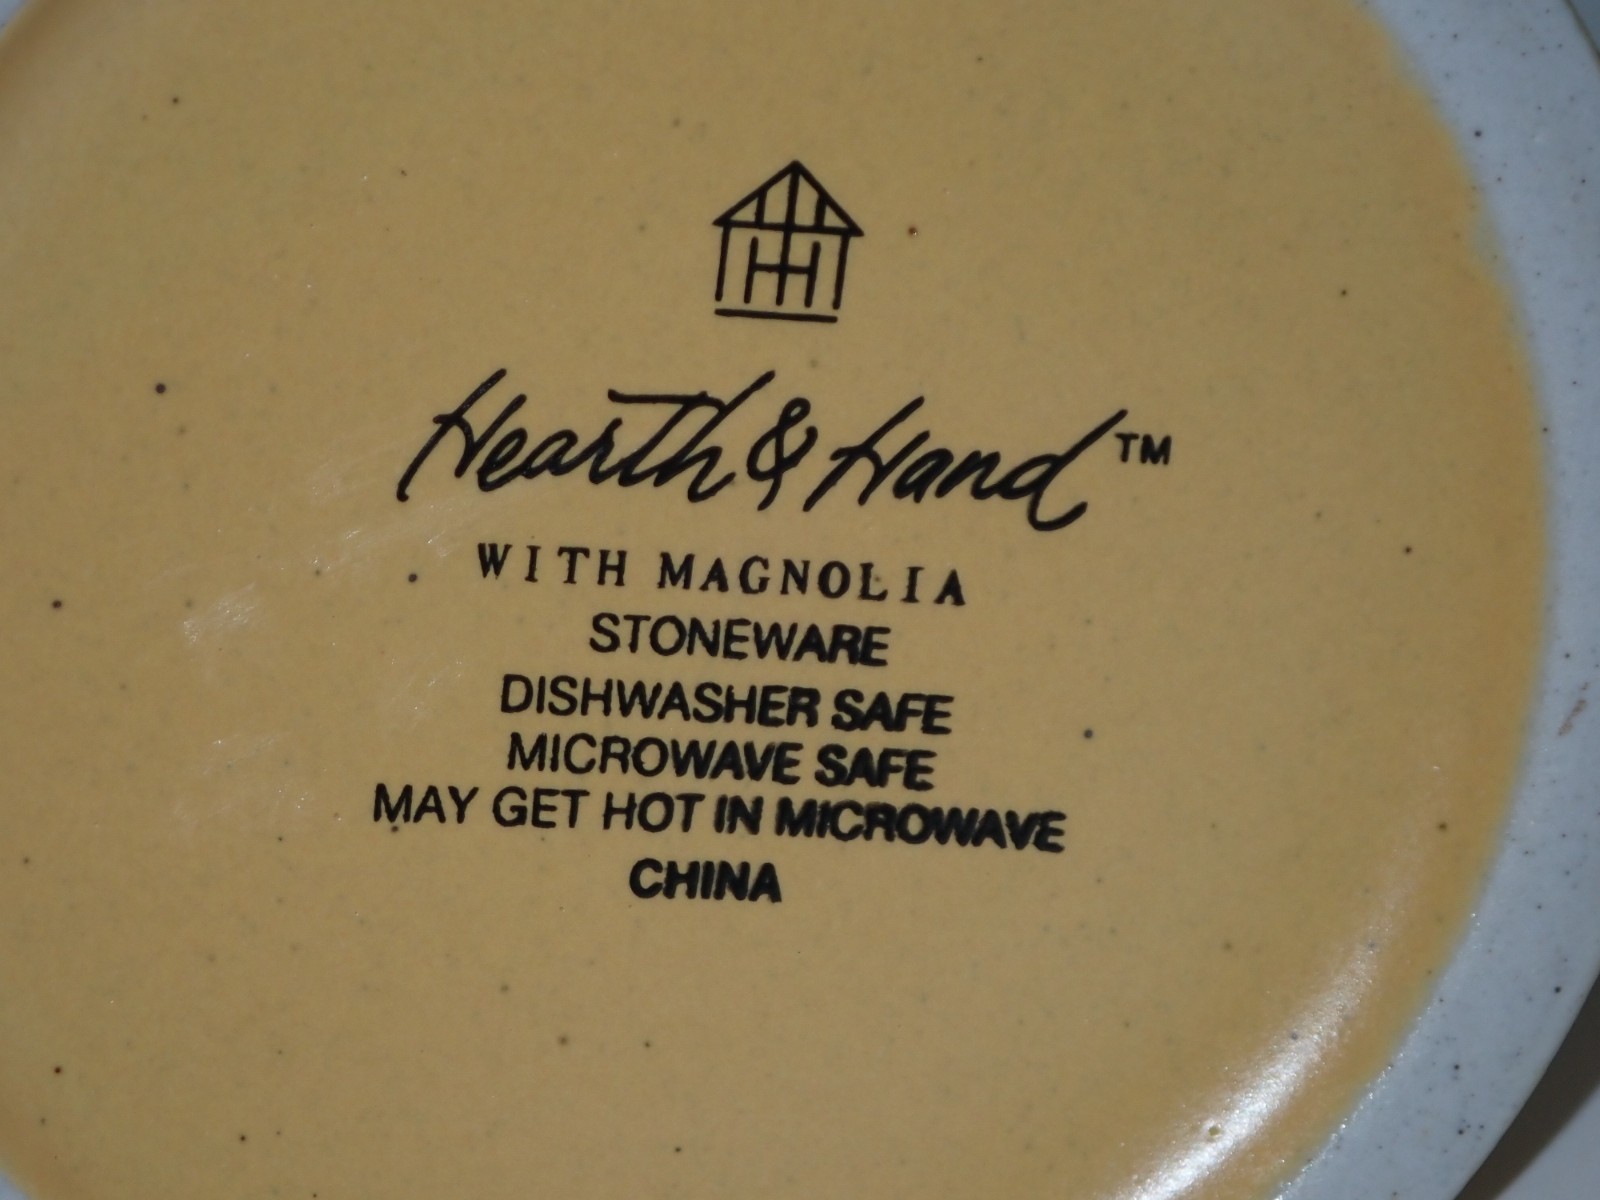 Hearth & Hand™
WITH MAGNOLIA
STONEWARE
DISHWASHER SAFE
MICROWAVE SAFE
MAY GET HOT IN MICROWAVE
CHINA